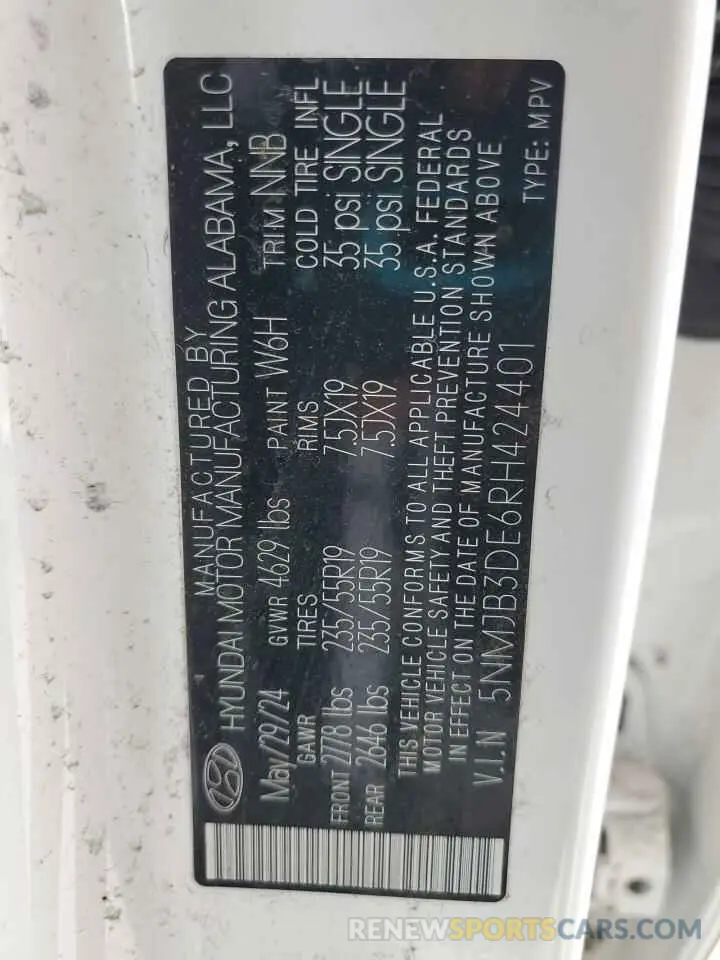 MANUFACTURED BY
HYUNDAI MOTOR MANUFACTURING ALABAMA, LLC
May/29/24 GVWR 4629 lbs PAINT W6H TRIM NNB
GAWR TIRES RIMS COLD TIRE INFL
FRONT 2778 lbs 235/55R19 7.5JX19 35 psi SINGLE
REAR 2646 lbs 235/55R19 7.5JX19 35 psi SINGLE
THIS VEHICLE CONFORMS TO ALL APPLICABLE U.S.A. FEDERAL
MOTOR VEHICLE SAFETY AND THEFT PREVENTION STANDARDS
IN EFFECT ON THE DATE OF MANUFACTURE SHOWN ABOVE
V.I.N 5NMJB3DE6RH424401
TYPE: MPV
RENEWSPORTSCARS.COM